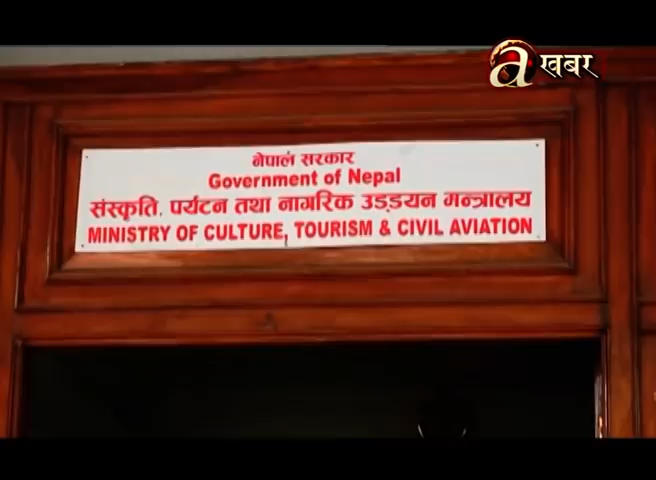 a खबर
नेपाल सरकार
Government of Nepal
संस्कृति, पर्यटन तथा नागरिक उड्डयन मन्त्रालय
MINISTRY OF CULTURE, TOURISM & CIVIL AVIATION